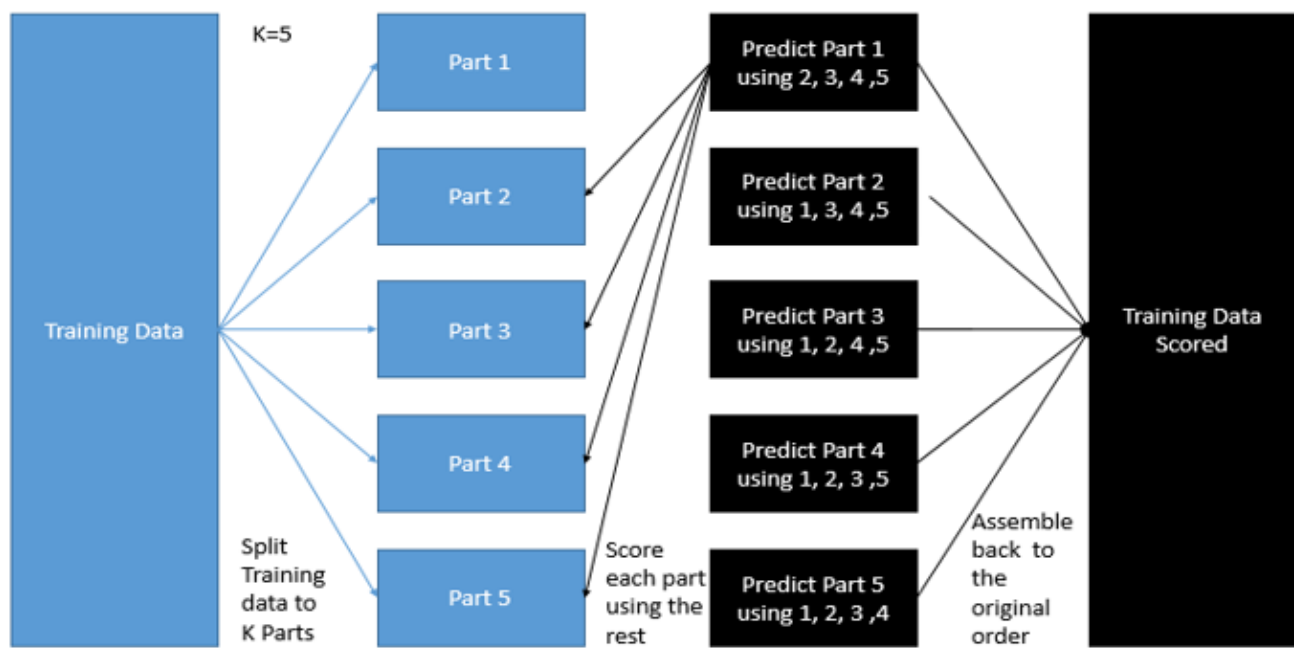 Training Data
K=5
Split
Training
data to
K Parts
Part 1
Part 2
Part 3
Part 4
Part 5
Score
each part
using the
rest
Predict Part 1
using 2, 3, 4 ,5
Predict Part 2
using 1, 3, 4 ,5
Predict Part 3
using 1, 2, 4 ,5
Predict Part 4
using 1, 2, 3 ,5
Predict Part 5
using 1, 2, 3 ,4
Assemble
back to
the
original
order
Training Data
Scored